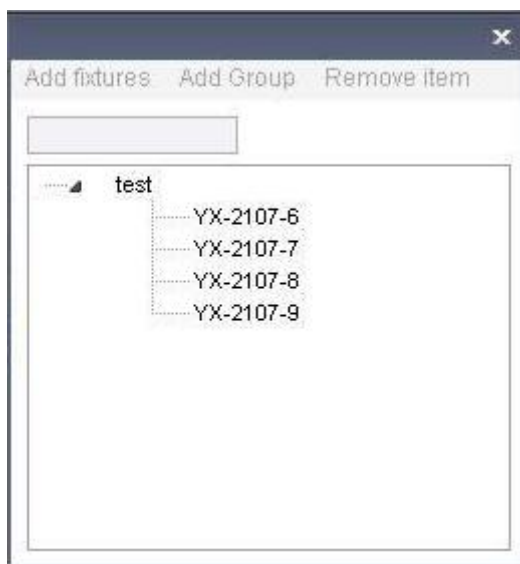 Add fixtures Add Group Remove item
test
YX-2107-6
YX-2107-7
YX-2107-8
YX-2107-9